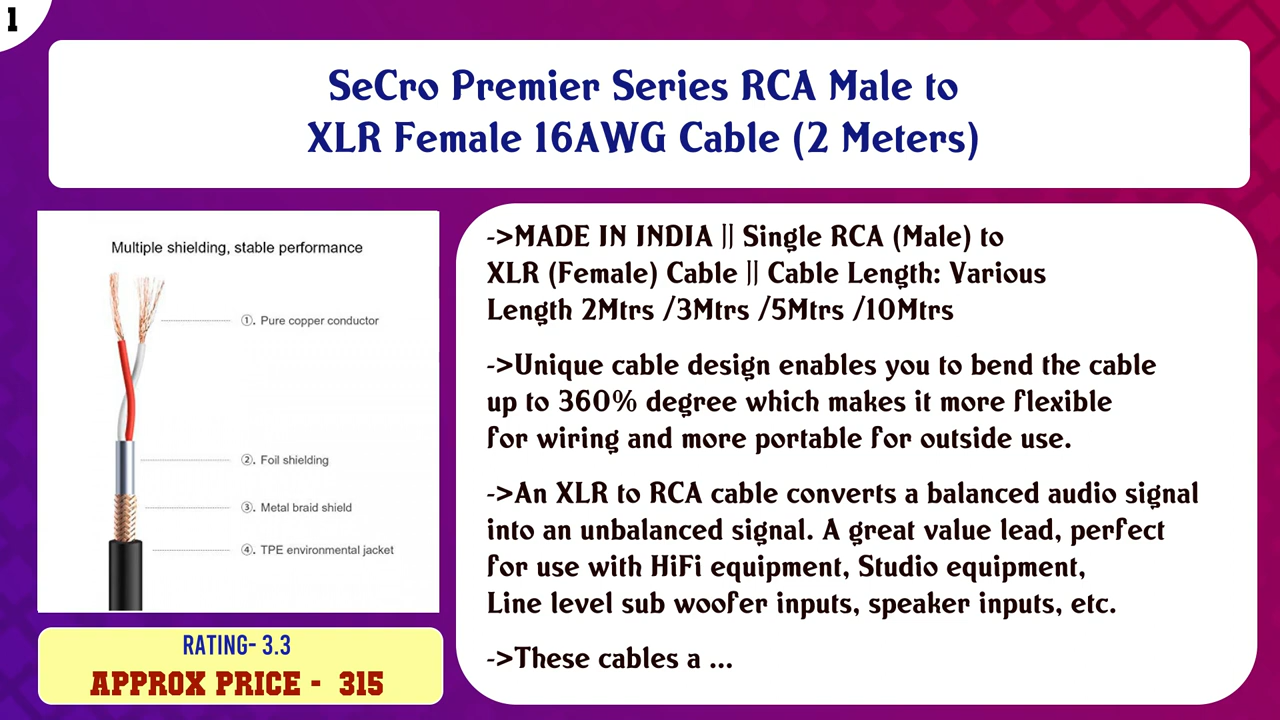 1
SeCro Premier Series RCA Male to
XLR Female 16AWG Cable (2 Meters)
Multiple shielding, stable performance
①. Pure copper conductor
②. Foil shielding
③. Metal braid shield
④. TPE environmental jacket
RATING- 3.3
APPROX PRICE - 315
->MADE IN INDIA || Single RCA (Male) to
XLR (Female) Cable || Cable Length: Various
Length 2Mtrs /3Mtrs /5Mtrs /10Mtrs
->Unique cable design enables you to bend the cable
up to 360% degree which makes it more flexible
for wiring and more portable for outside use.
->An XLR to RCA cable converts a balanced audio signal
into an unbalanced signal. A great value lead, perfect
for use with HiFi equipment, Studio equipment,
Line level sub woofer inputs, speaker inputs, etc.
->These cables a ...